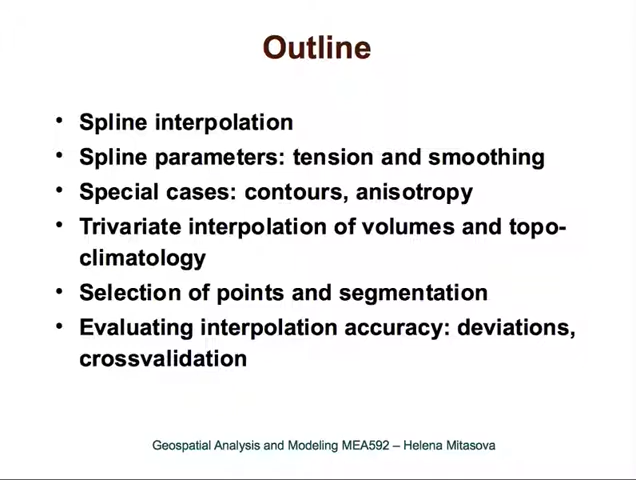 Outline
• Spline interpolation
• Spline parameters: tension and smoothing
• Special cases: contours, anisotropy
• Trivariate interpolation of volumes and topo-
climatology
• Selection of points and segmentation
• Evaluating interpolation accuracy: deviations,
crossvalidation
Geospatial Analysis and Modeling MEA592 – Helena Mitasova